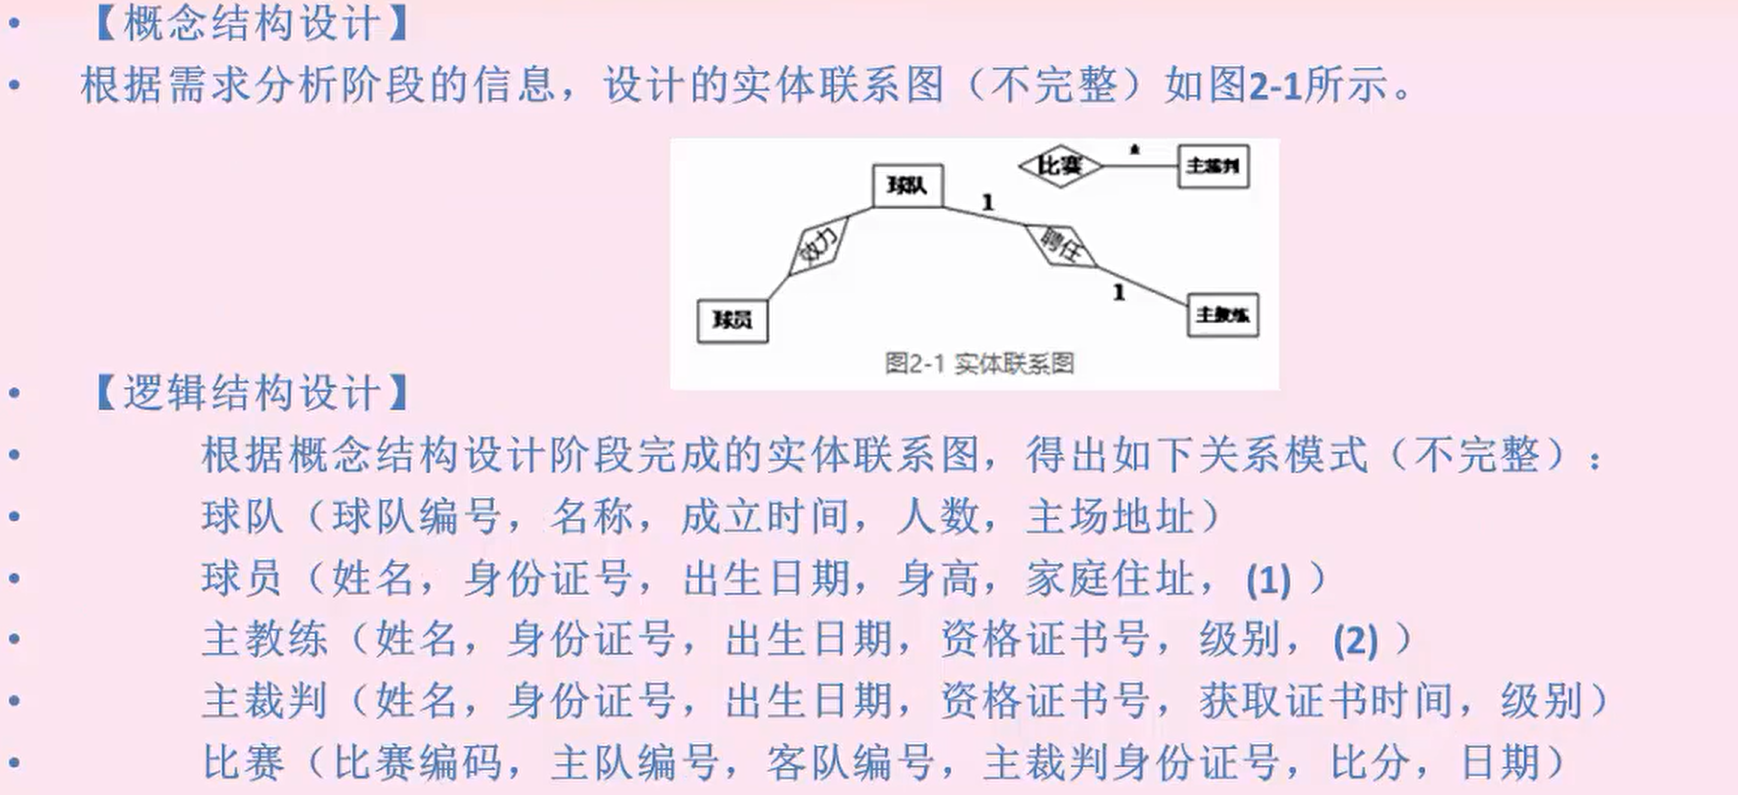 【概念结构设计】
根据需求分析阶段的信息，设计的实体联系图（不完整）如图2-1所示。
比赛
*
主裁判
球队
1
效力
聘任
1
球员
主教练
图2-1 实体联系图
【逻辑结构设计】
根据概念结构设计阶段完成的实体联系图，得出如下关系模式（不完整）：
球队（球队编号，名称，成立时间，人数，主场地址）
球员（姓名，身份证号，出生日期，身高，家庭住址，(1) ）
主教练（姓名，身份证号，出生日期，资格证书号，级别，(2) ）
主裁判（姓名，身份证号，出生日期，资格证书号，获取证书时间，级别）
比赛（比赛编码，主队编号，客队编号，主裁判身份证号，比分，日期）